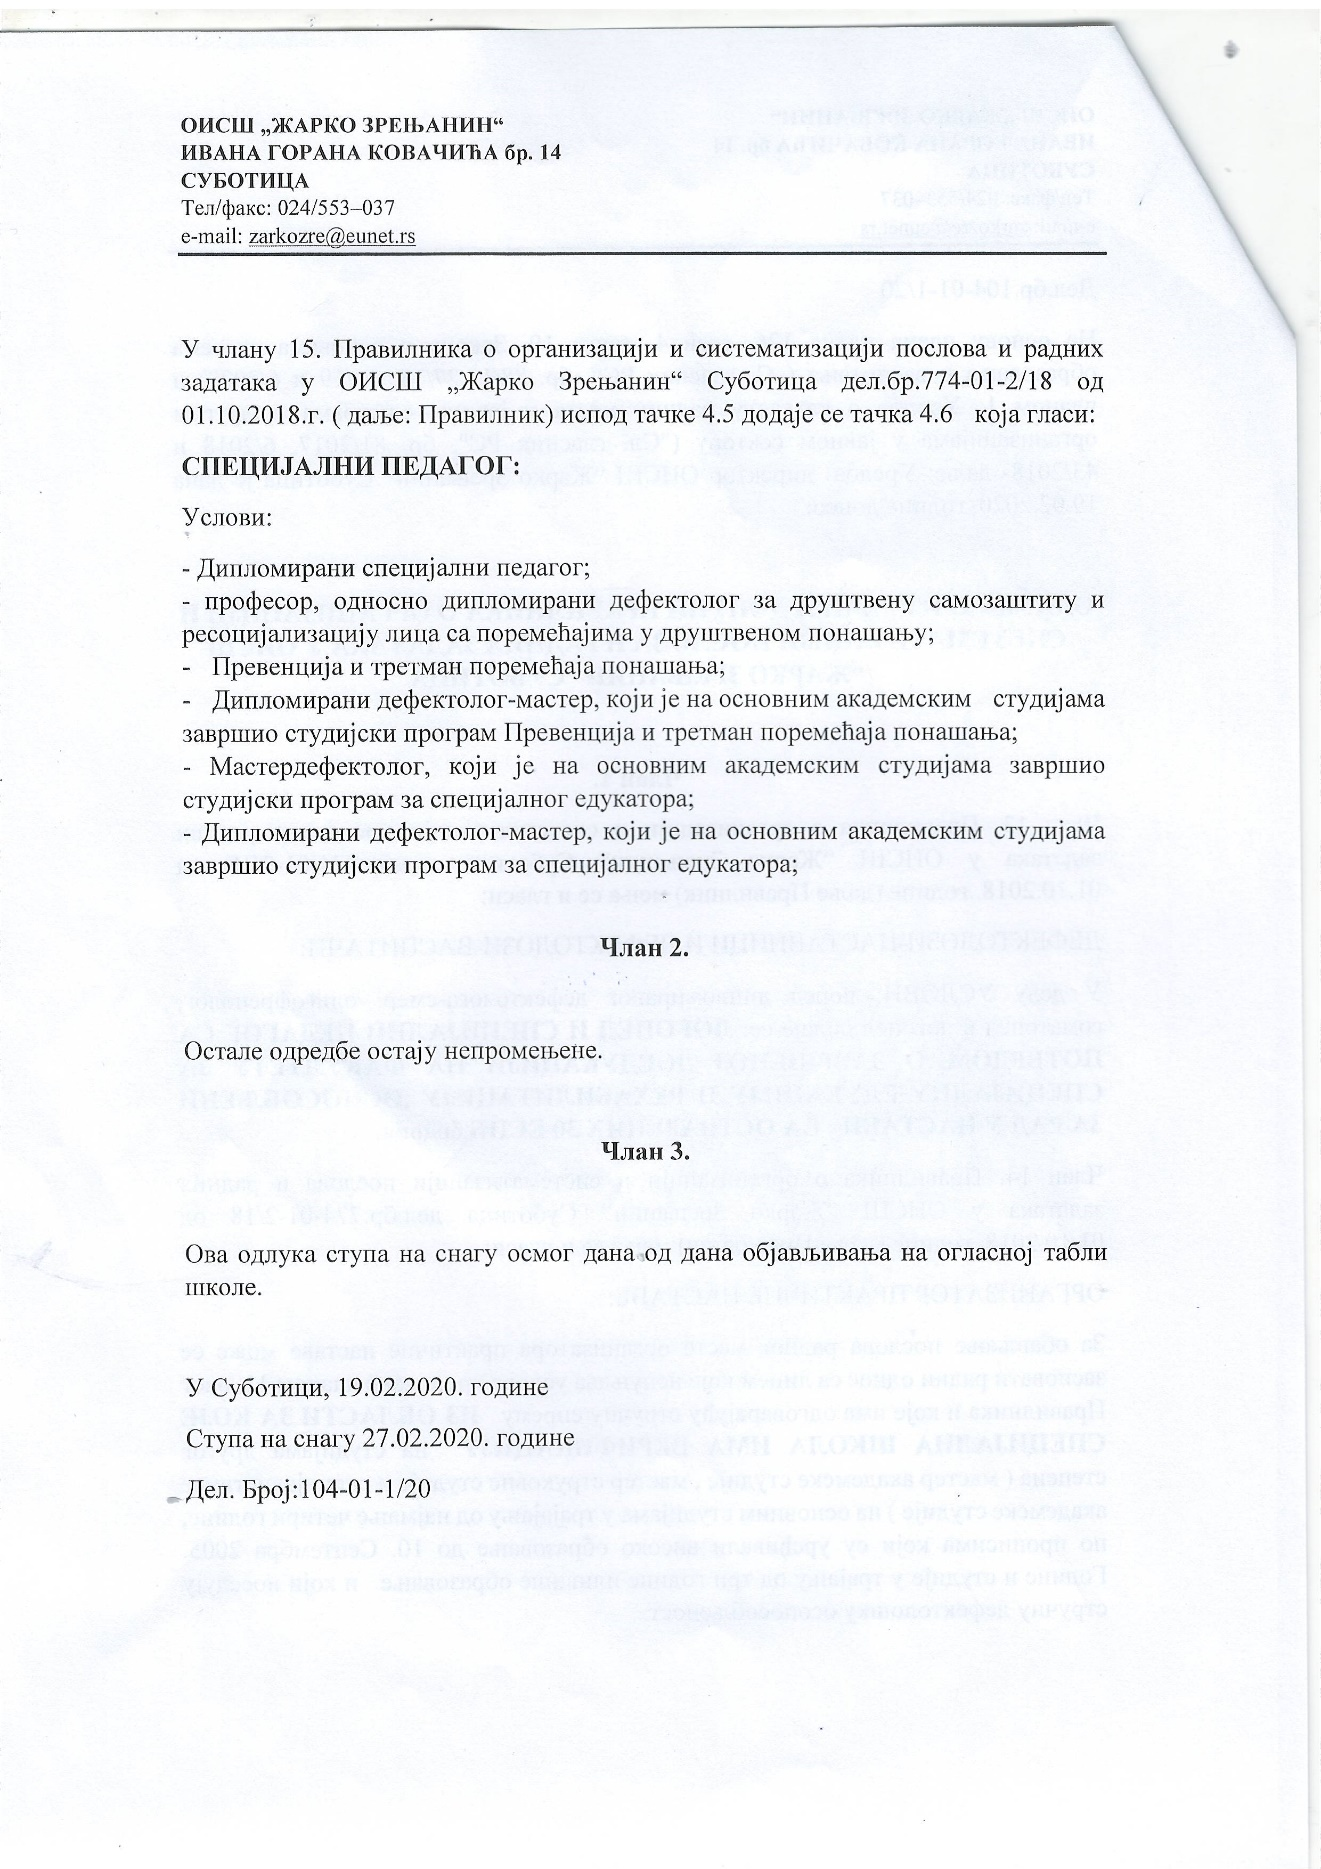 ОИСШ „ЖАРКО ЗРЕЊАНИН“
ИВАНА ГОРАНА КОВАЧИЋА бр. 14
СУБОТИЦА
Тел/факс: 024/553–037
e-mail: zarkozre@eunet.rs
У члану 15. Правилника о организацији и систематизацији послова и радних
задатака у ОИСШ „Жарко Зрењанин“ Суботица дел.бр.774-01-2/18 од
01.10.2018.г. ( даље: Правилник) испод тачке 4.5 додаје се тачка 4.6 која гласи:
СПЕЦИЈАЛНИ ПЕДАГОГ:
Услови:
- Дипломирани специјални педагог;
- професор, односно дипломирани дефектолог за друштвену самозаштиту и
ресоцијализацију лица са поремећајима у друштвеном понашању;
- Превенција и третман поремећаја понашања;
- Дипломирани дефектолог-мастер, који је на основним академским студијама
завршио студијски програм Превенција и третман поремећаја понашања;
- Мастердефектолог, који је на основним академским студијама завршио
студијски програм за специјалног едукатора;
- Дипломирани дефектолог-мастер, који је на основним академским студијама
завршио студијски програм за специјалног едукатора;
Члан 2.
Остале одредбе остају непромењене.
Члан 3.
Ова одлука ступа на снагу осмог дана од дана објављивања на огласној табли
школе.
У Суботици, 19.02.2020. године
Ступа на снагу 27.02.2020. године
Дел. Број:104-01-1/20